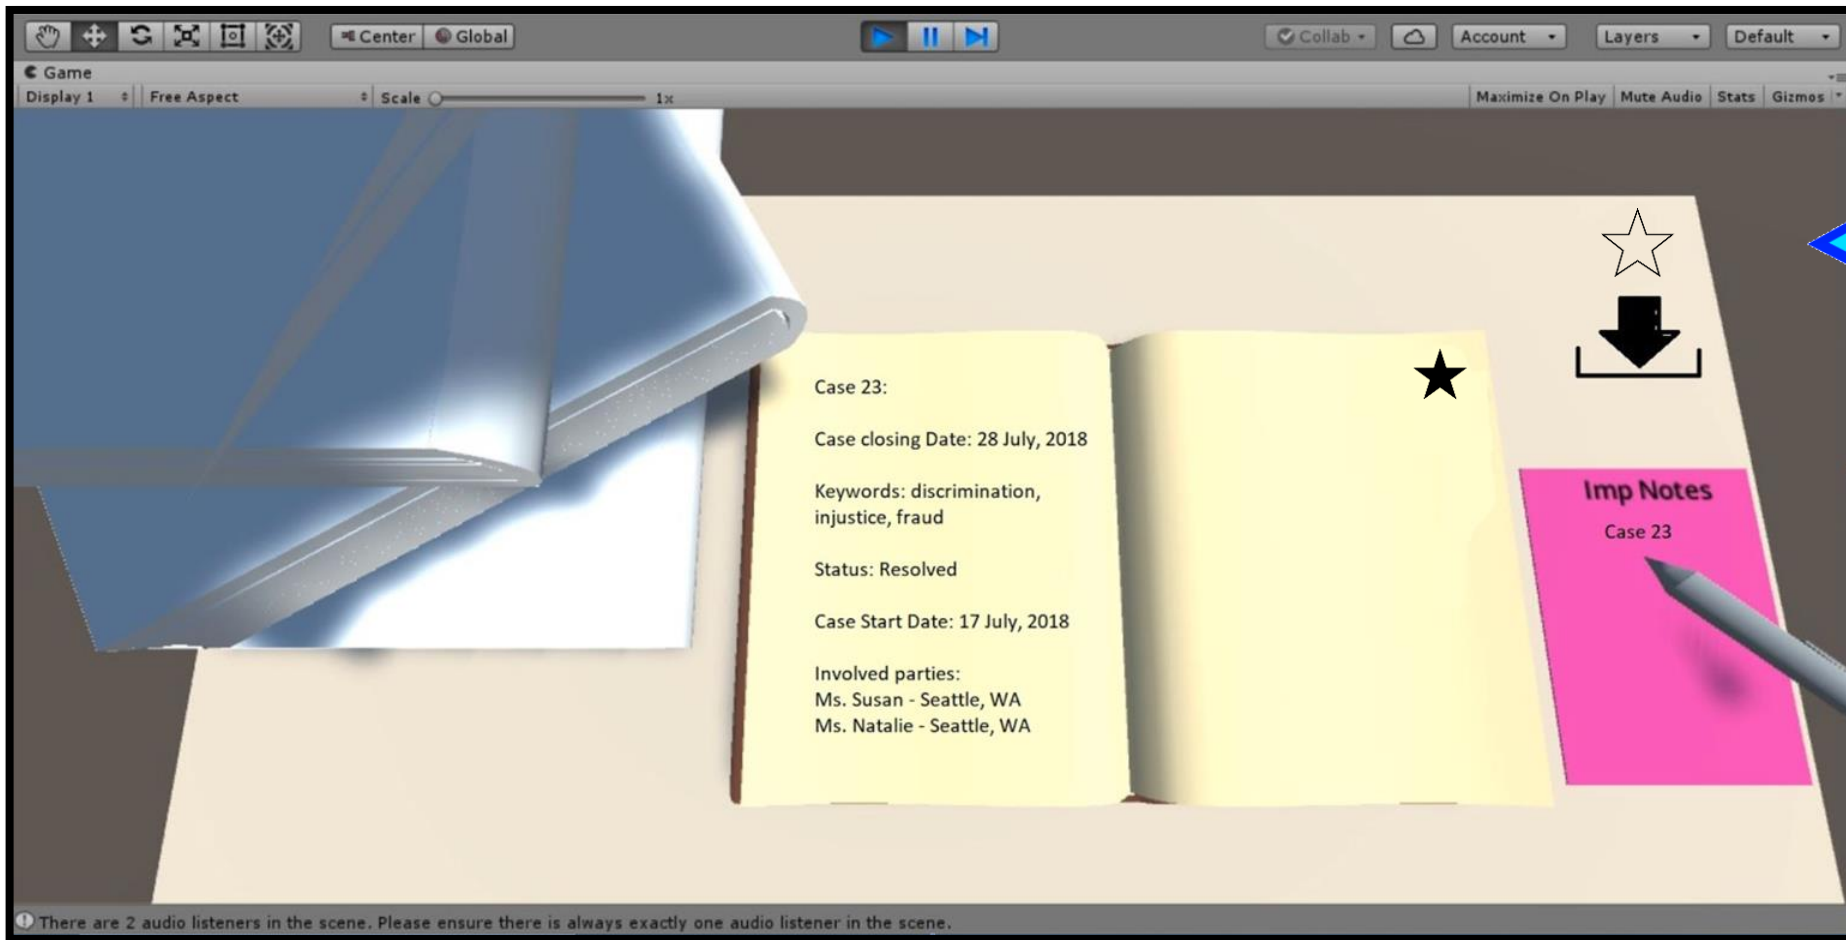 Center Global Collab Account Layers Default
Game
Display 1 Free Aspect Scale 1x Maximize On Play Mute Audio Stats Gizmos
Case 23:
Case closing Date: 28 July, 2018
Keywords: discrimination,
injustice, fraud
Status: Resolved
Case Start Date: 17 July, 2018
Involved parties:
Ms. Susan - Seattle, WA
Ms. Natalie - Seattle, WA
Imp Notes
Case 23
There are 2 audio listeners in the scene. Please ensure there is always exactly one audio listener in the scene.